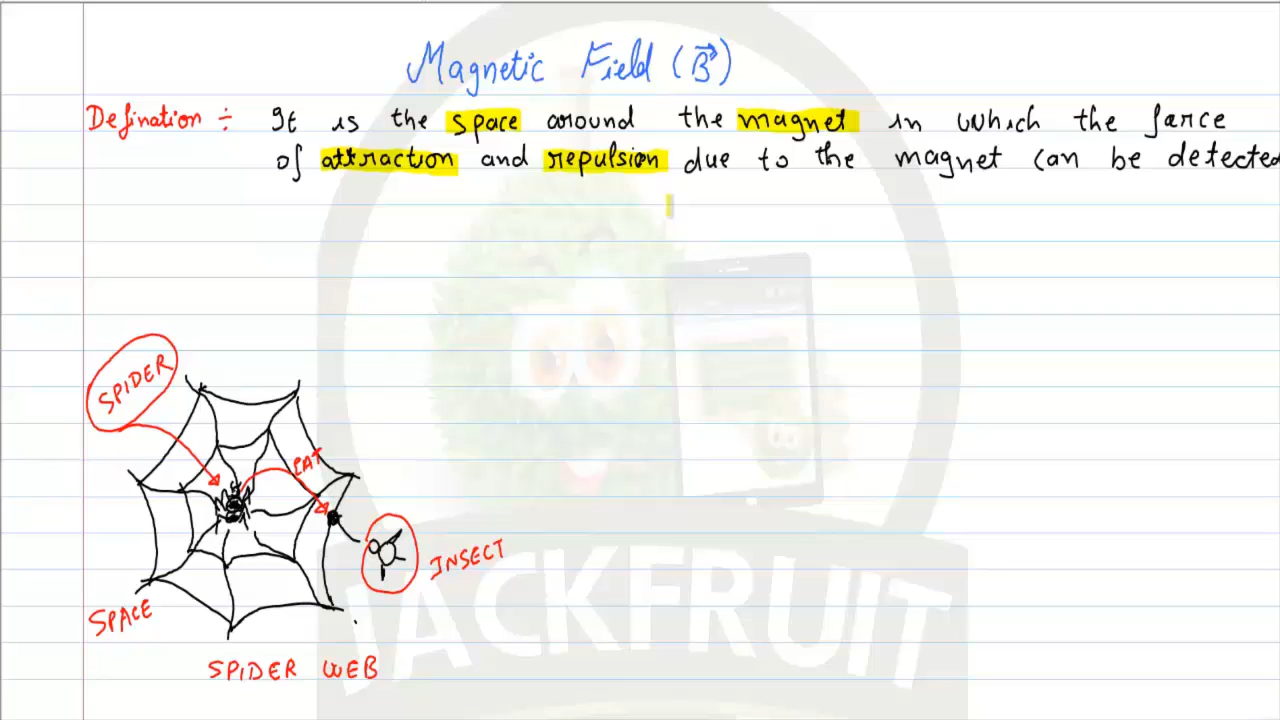 Magnetic Field (B⃗)
Defination ÷ It is the space around the magnet in which the farce
of attraction and repulsion due to the magnet can be detected
SPIDER
EAT
INSECT
SPACE
SPIDER WEB
JACKFRUIT